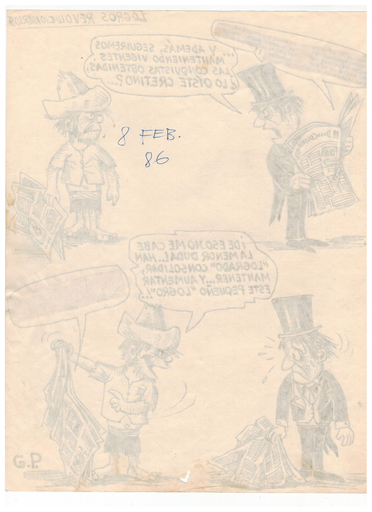 LOGROS REVOLUCIONARIOS
Y ADEMÁS, SEGUIREMOS
MANTENIENDO VIGENTES
LAS CONQUISTAS OBTENIDAS,
¿LO OÍSTE CRETINO?...
8 FEB.
86
¡DE ESO NO ME CABE
LA MENOR DUDA!...HAN
"LOGRADO" CONSOLIDAR,
MANTENER...Y AUMENTAR
ESTE PEQUEÑO "LOGRO"!...
G.P.